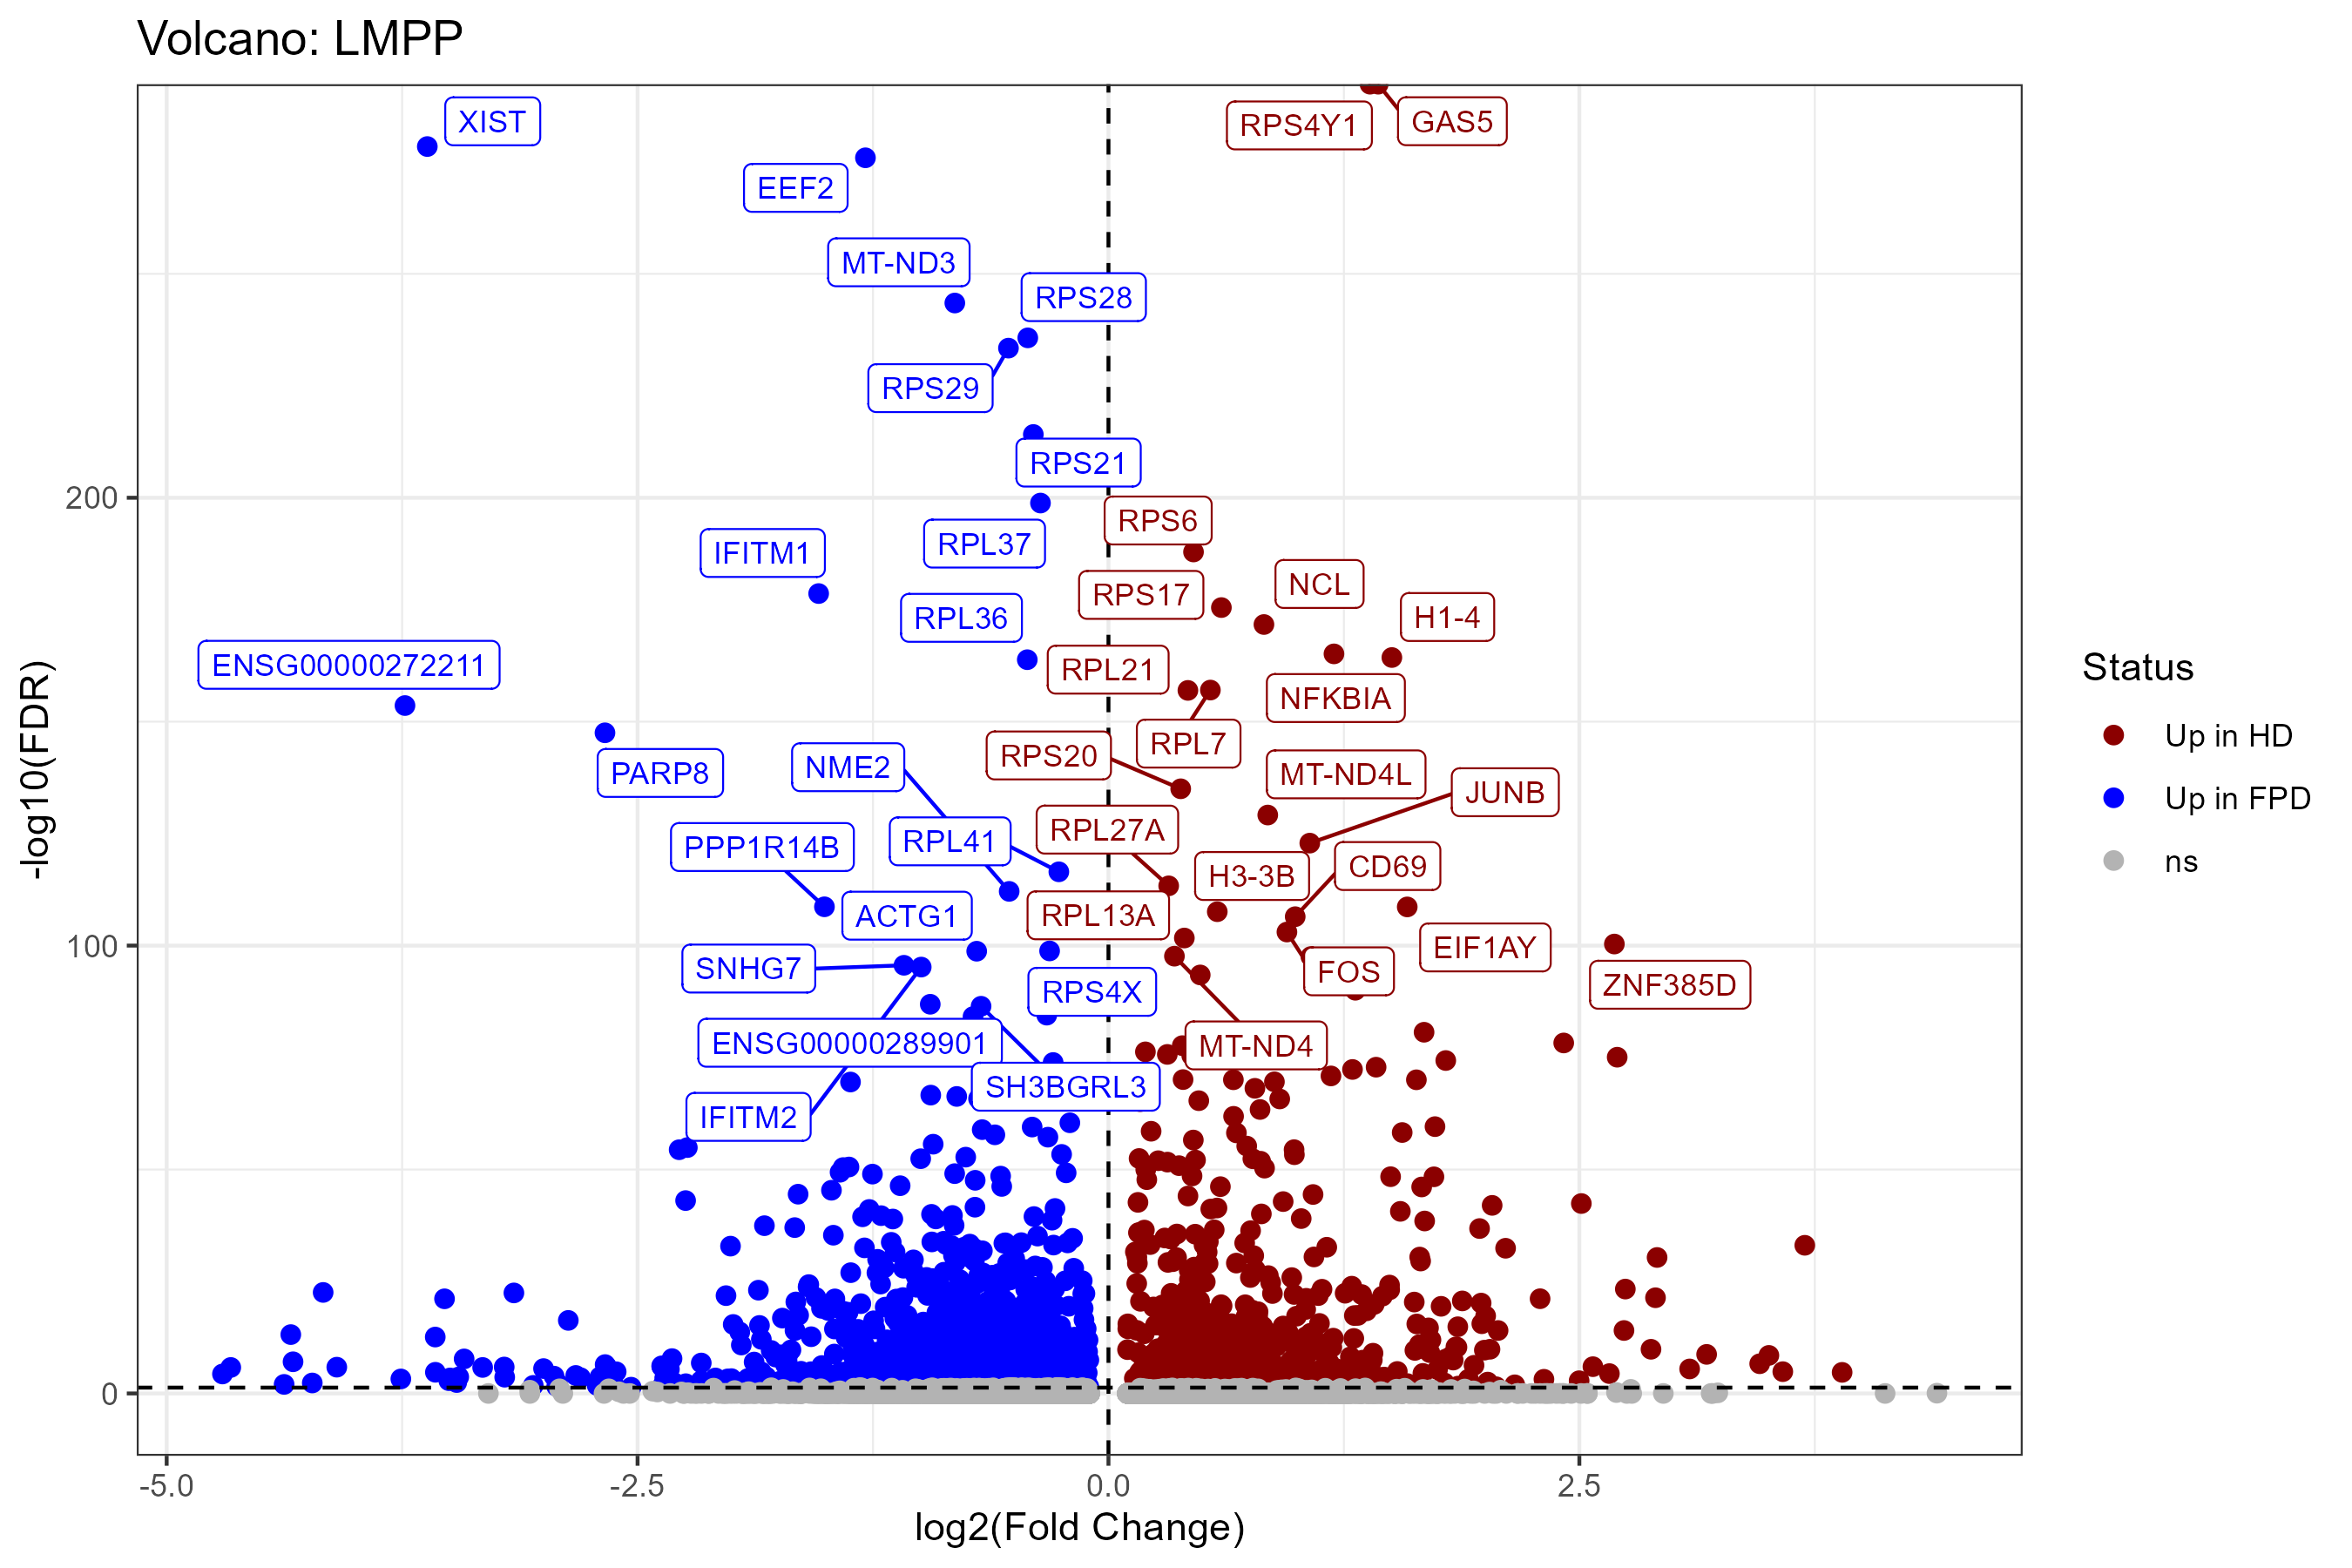 Volcano: LMPP
XIST
RPS4Y1
GAS5
EEF2
MT-ND3
RPS28
RPS29
RPS21
200
RPS6
RPL37
IFITM1
NCL
RPS17
RPL36
H1-4
ENSG00000272211
RPL21
NFKBIA
RPL7
RPS20
PARP8
NME2
MT-ND4L
JUNB
RPL27A
RPL41
PPP1R14B
CD69
H3-3B
RPL13A
ACTG1
100
EIF1AY
SNHG7
FOS
RPS4X
ZNF385D
ENSG00000289901
MT-ND4
SH3BGRL3
IFITM2
0
-5.0
-2.5
0.0
2.5
log2(Fold Change)
-log10(FDR)
Status
Up in HD
Up in FPD
ns